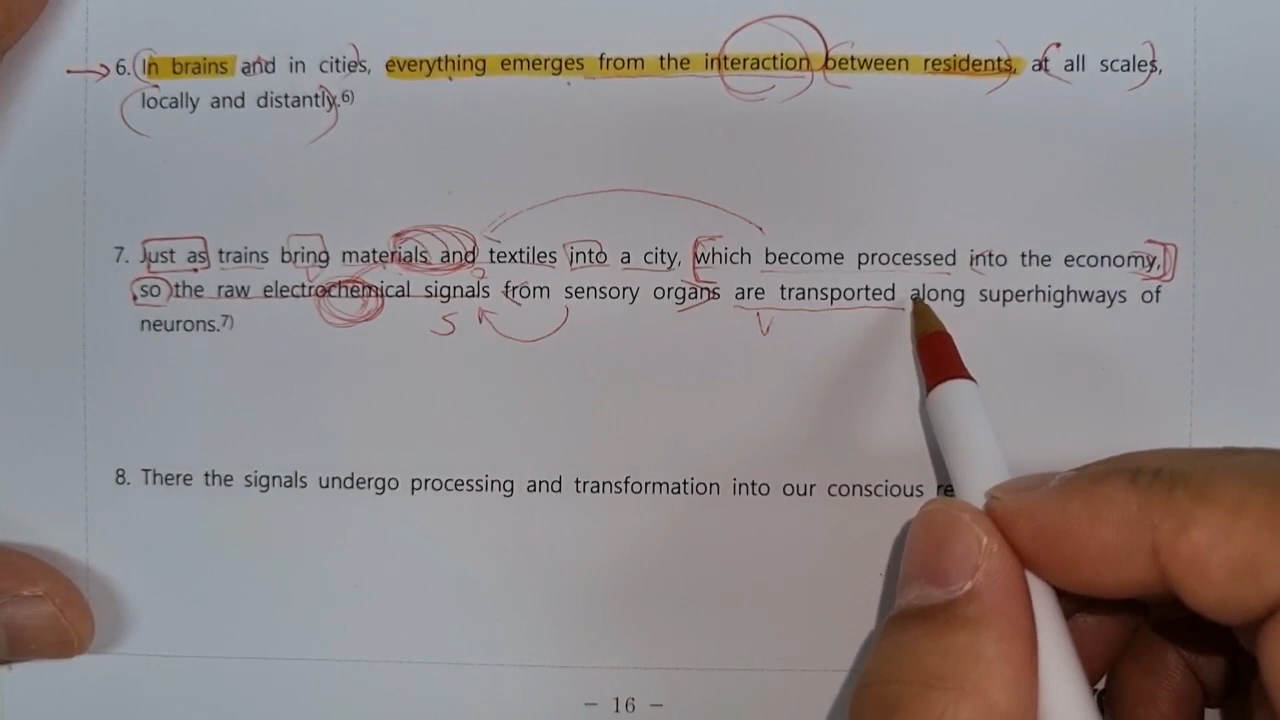 6. In brains and in cities, everything emerges from the interaction between residents, at all scales,
locally and distantly.6)
7. Just as trains bring materials and textiles into a city, which become processed into the economy,
so the raw electrochemical signals from sensory organs are transported along superhighways of
S V
neurons.7)
8. There the signals undergo processing and transformation into our conscious
- 16 -